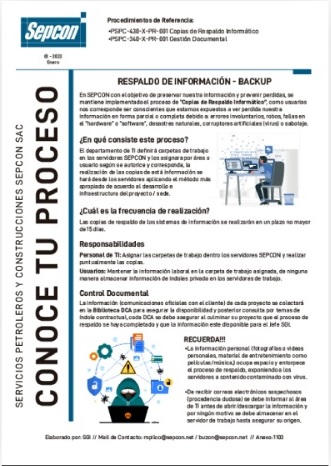 Sepcon
01 - 2023
Enero
Procedimientos de Referencia:
•PSPC-430-X-PR-001 Copias de Respaldo Informático
•PSPC-340-X-PR-001 Gestión Documental
SERVICIOS PETROLEROS Y CONSTRUCCIONES SEPCON SAC
CONOCE TU PROCESO
RESPALDO DE INFORMACIÓN - BACKUP
En SEPCON con el objetivo de preservar nuestra información y prevenir perdidas, se
mantiene implementado el proceso de "Copias de Respaldo Informático", como usuarios
nos corresponde ser conscientes que estamos expuestos a ver perdida nuestra
información en forma parcial o completa debido a: errores involuntarios, robos, fallas en
el "hardware" o "software", desastres naturales, corruptores artificiales (virus) o sabotaje.
¿En qué consiste este proceso?
El departamento de TI definirá carpetas de trabajo
en los servidores SEPCON y los asignara por área o
usuario según se autorice y corresponda, la
realización de las copias de está información se
hará desde los servidores aplicando el método más
apropiado de acuerdo al desarrollo e
infraestructura del proyecto / sede.
¿Cuál es la frecuencia de realización?
Las copias de respaldo de los sistemas de información se realizarán en un plazo no mayor
de 15 días.
Responsabilidades
Personal de TI: Asignar las carpetas de trabajo dentro los servidores SEPCON y realizar
puntualmente las copias.
Usuarios: Mantener la información laboral en la carpeta de trabajo asignada, de ninguna
manera almacenar información de índole privada en los servidores de trabajo.
Control Documental
La información (comunicaciones oficiales con el cliente) de cada proyecto se colectará
en la Biblioteca DCA para asegurar la disponibilidad y posterior consulta por temas de
índole contractual, cada DCA se debe asegurar al culminar su proyecto que el proceso de
respaldo se haya completado y que la información este disponible para el Jefe SGI.
RECUERDA!!!
•La información personal (fotografías o videos
personales, material de entretenimiento como
películas/música,) ocupa espacio y entorpece
el proceso de respaldo, exponiendo los
servidores a contenido contaminado con virus.
•De recibir correos electrónicos sospechosos
(procedencia dudosa) se debe informar al área
de TI antes de abrir/descargar la información y
por ningún motivo se debe almacenar en el
servidor de trabajo hasta asegurar su origen.
Elaborado por: SGI // Mail de Contacto: mpilco@sepcon.net / buzon@sepcon.net // Anexo-1103